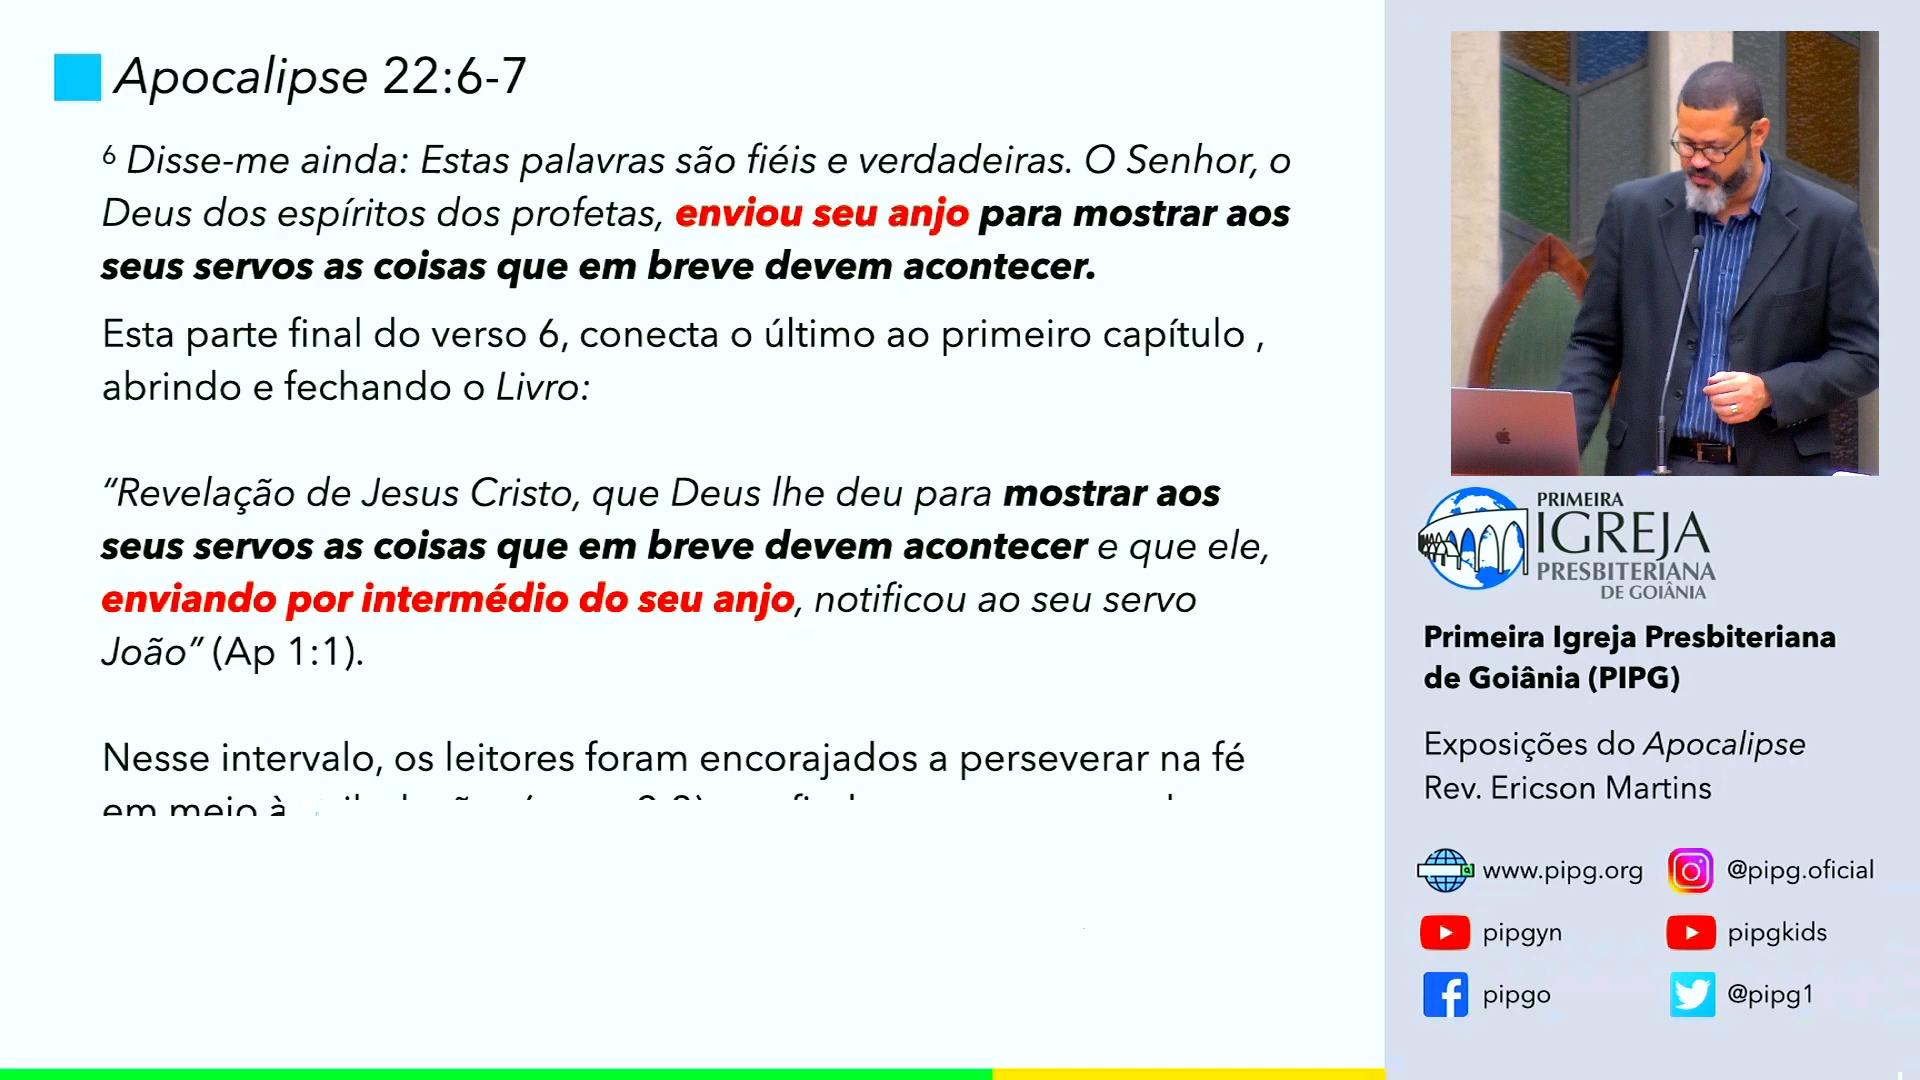 Apocalipse 22:6-7
6 Disse-me ainda: Estas palavras são fiéis e verdadeiras. O Senhor, o
Deus dos espíritos dos profetas, enviou seu anjo para mostrar aos
seus servos as coisas que em breve devem acontecer.
Esta parte final do verso 6, conecta o último ao primeiro capítulo ,
abrindo e fechando o Livro:
“Revelação de Jesus Cristo, que Deus lhe deu para mostrar aos
seus servos as coisas que em breve devem acontecer e que ele,
enviando por intermédio do seu anjo, notificou ao seu servo
João” (Ap 1:1).
Nesse intervalo, os leitores foram encorajados a perseverar na fé
em meio
PRIMEIRA
IGREJA
PRESBITERIANA
DE GOIÂNIA
Primeira Igreja Presbiteriana
de Goiânia (PIPG)
Exposições do Apocalipse
Rev. Ericson Martins
www.pipg.org
@pipg.oficial
pipgyn
pipgkids
pipgo
@pipg1